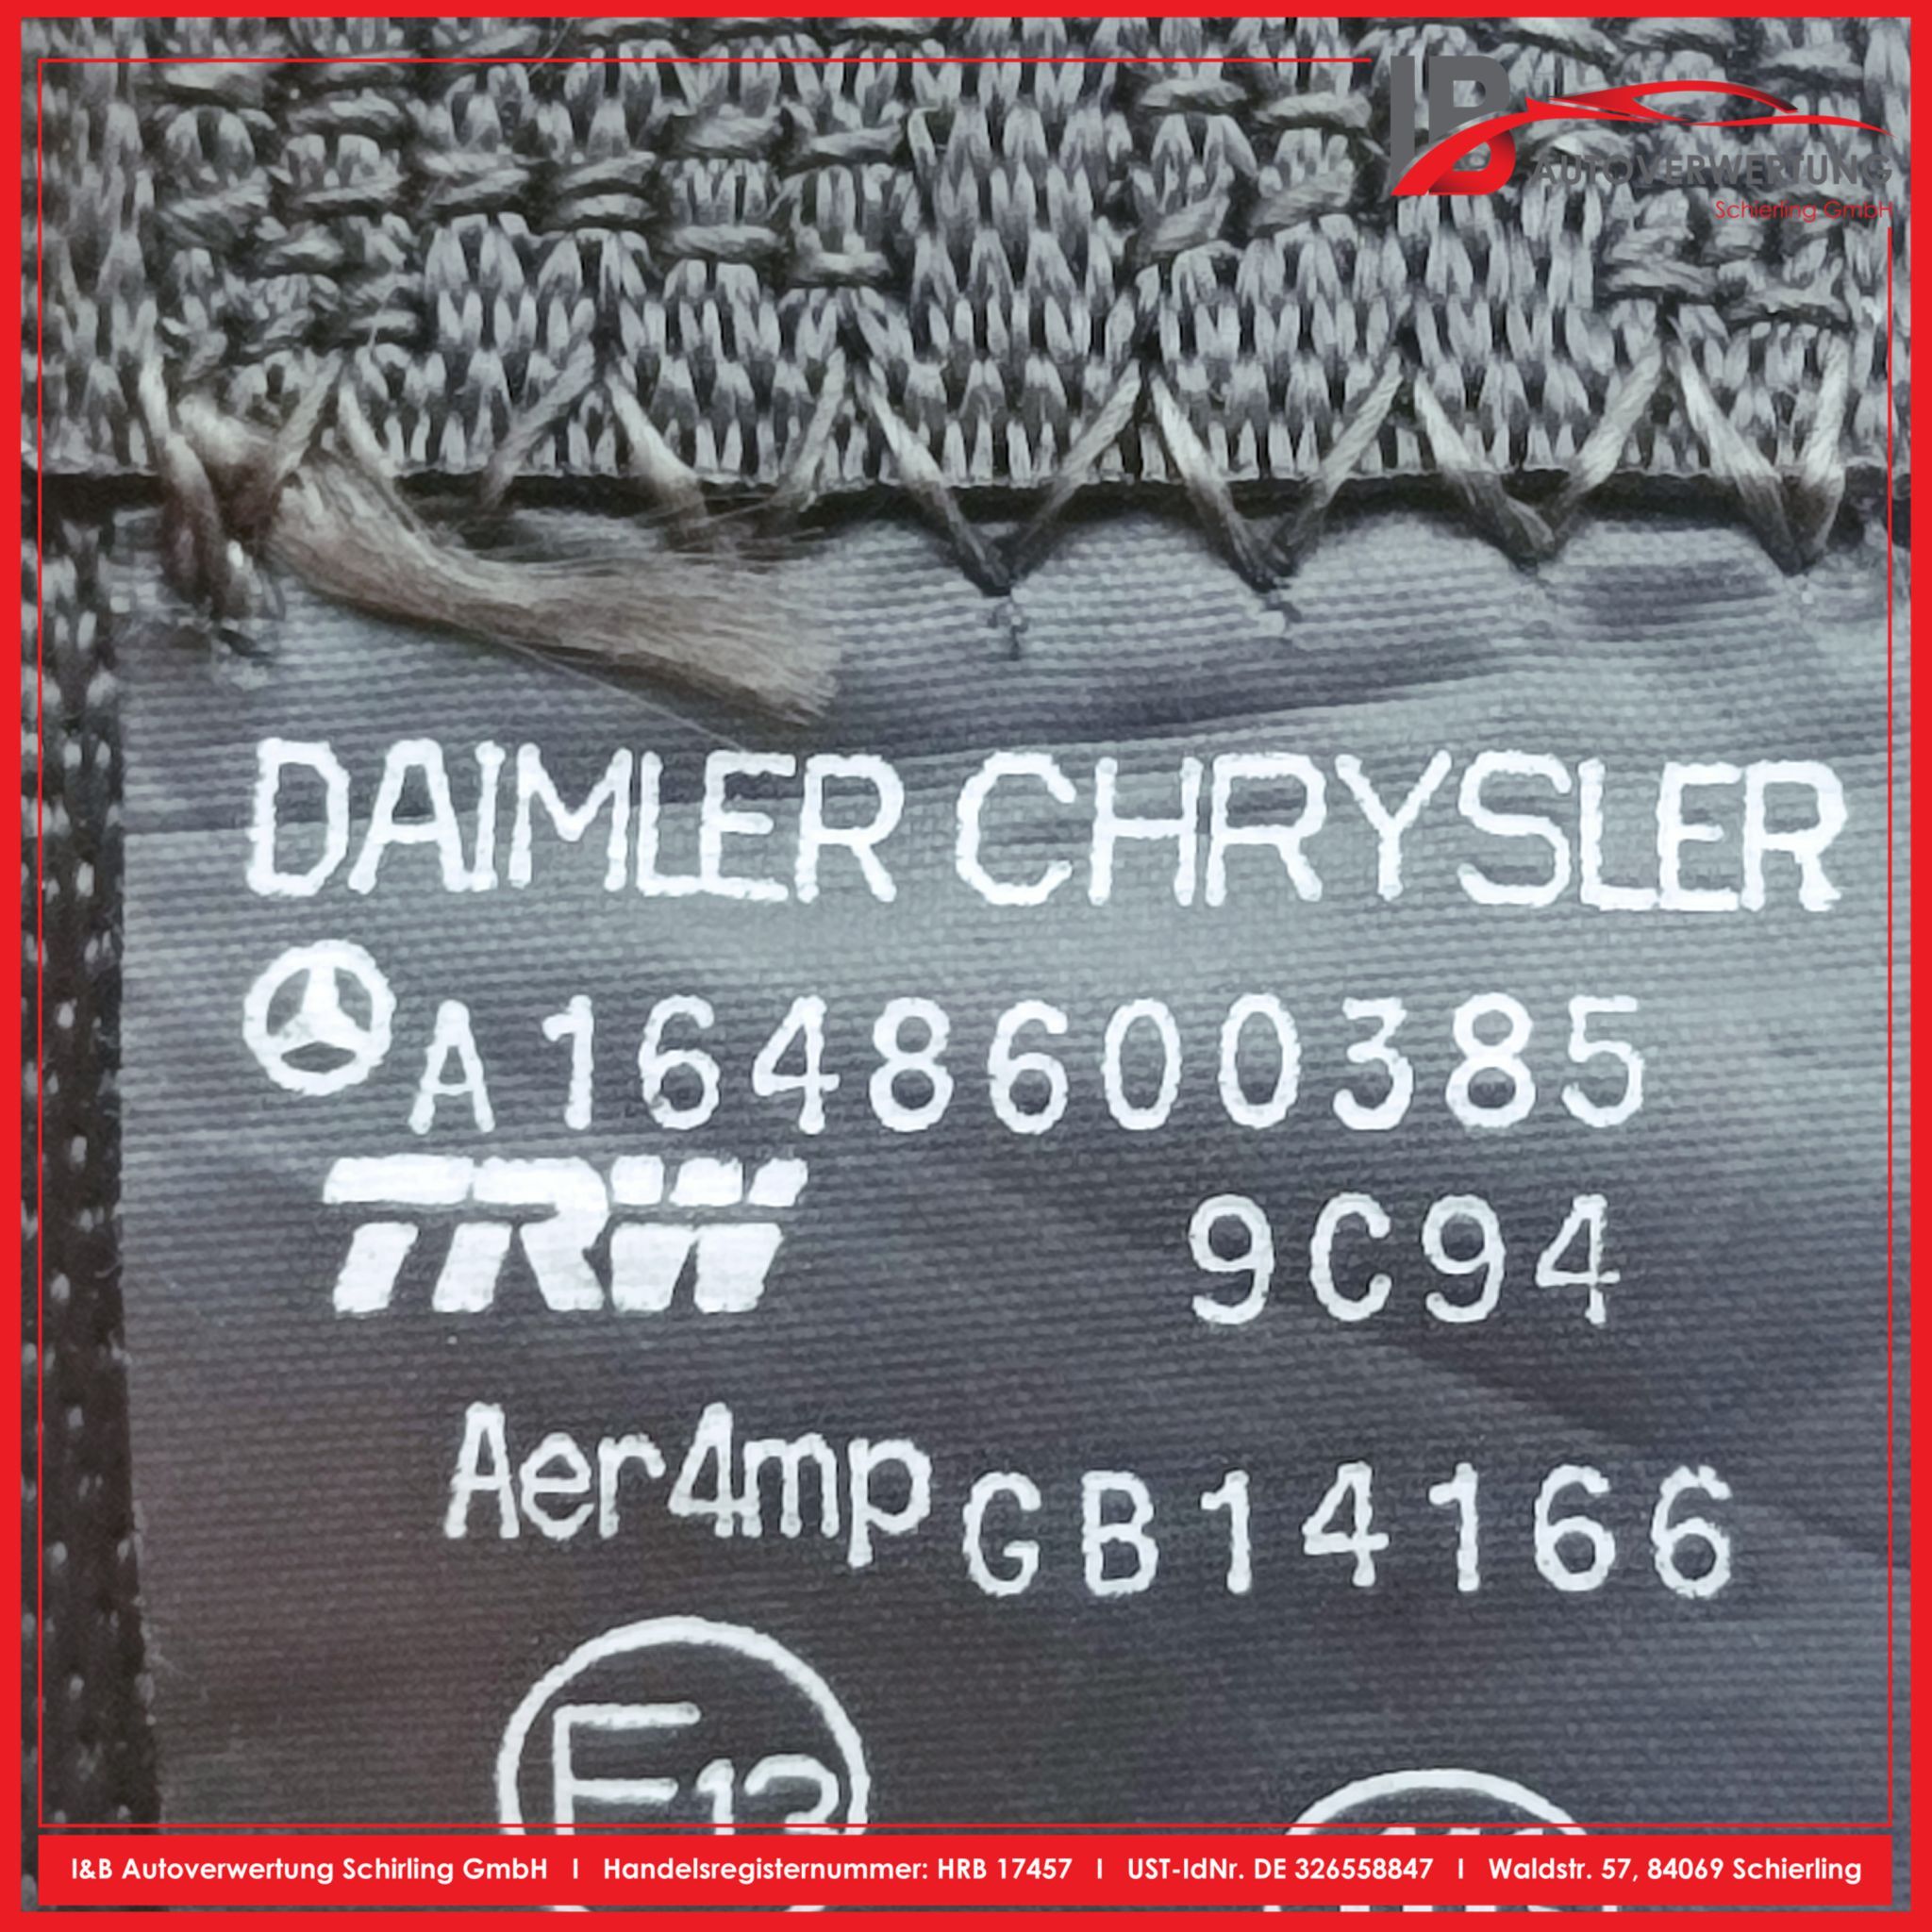 IB
AUTOVERWERTUNG
Schierling GmbH
DAIMLER CHRYSLER
A1648600385
TRW 9C94
Aer4mp GB14166
E13
I&B Autoverwertung Schirling GmbH I Handelsregisternummer: HRB 17457 I UST-IdNr. DE 326558847 I Waldstr. 57, 84069 Schierling